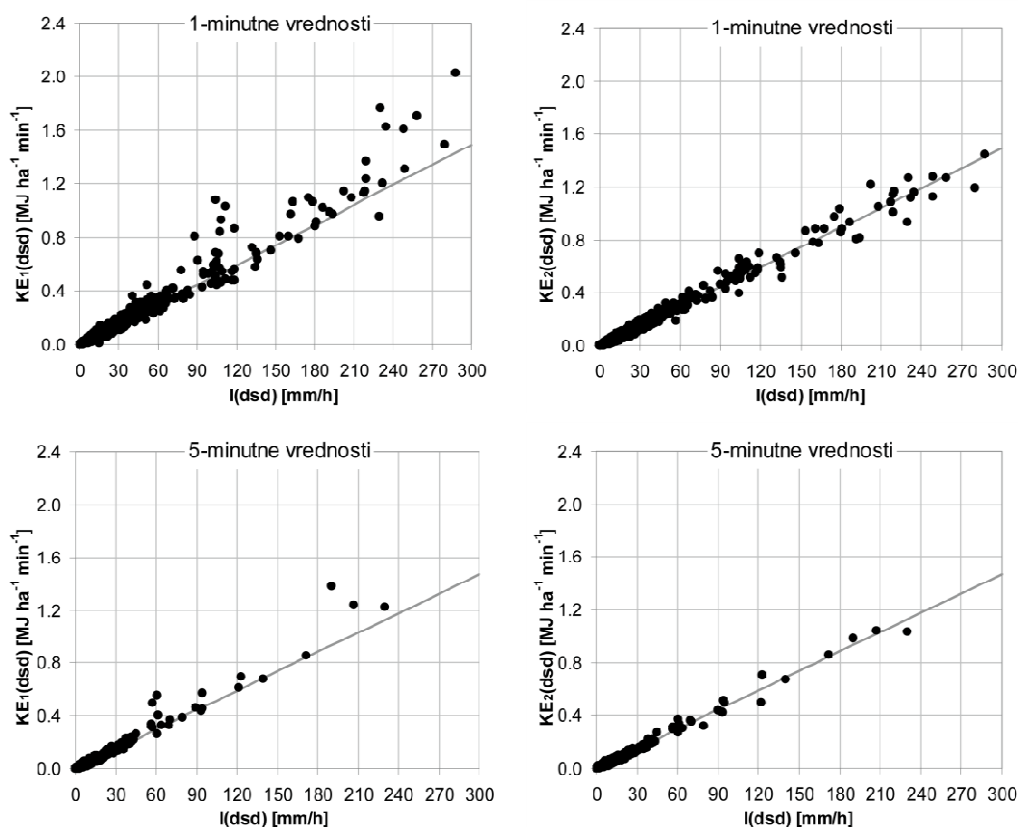 1-minutne vrednosti
KE₁(dsd) [MJ ha⁻¹ min⁻¹]
2.4
2.0
1.6
1.2
0.8
0.4
0.0
0 30 60 90 120 150 180 210 240 270 300
I(dsd) [mm/h]
1-minutne vrednosti
KE₂(dsd) [MJ ha⁻¹ min⁻¹]
2.4
2.0
1.6
1.2
0.8
0.4
0.0
0 30 60 90 120 150 180 210 240 270 300
I(dsd) [mm/h]
5-minutne vrednosti
KE₁(dsd) [MJ ha⁻¹ min⁻¹]
2.4
2.0
1.6
1.2
0.8
0.4
0.0
0 30 60 90 120 150 180 210 240 270 300
I(dsd) [mm/h]
5-minutne vrednosti
KE₂(dsd) [MJ ha⁻¹ min⁻¹]
2.4
2.0
1.6
1.2
0.8
0.4
0.0
0 30 60 90 120 150 180 210 240 270 300
I(dsd) [mm/h]